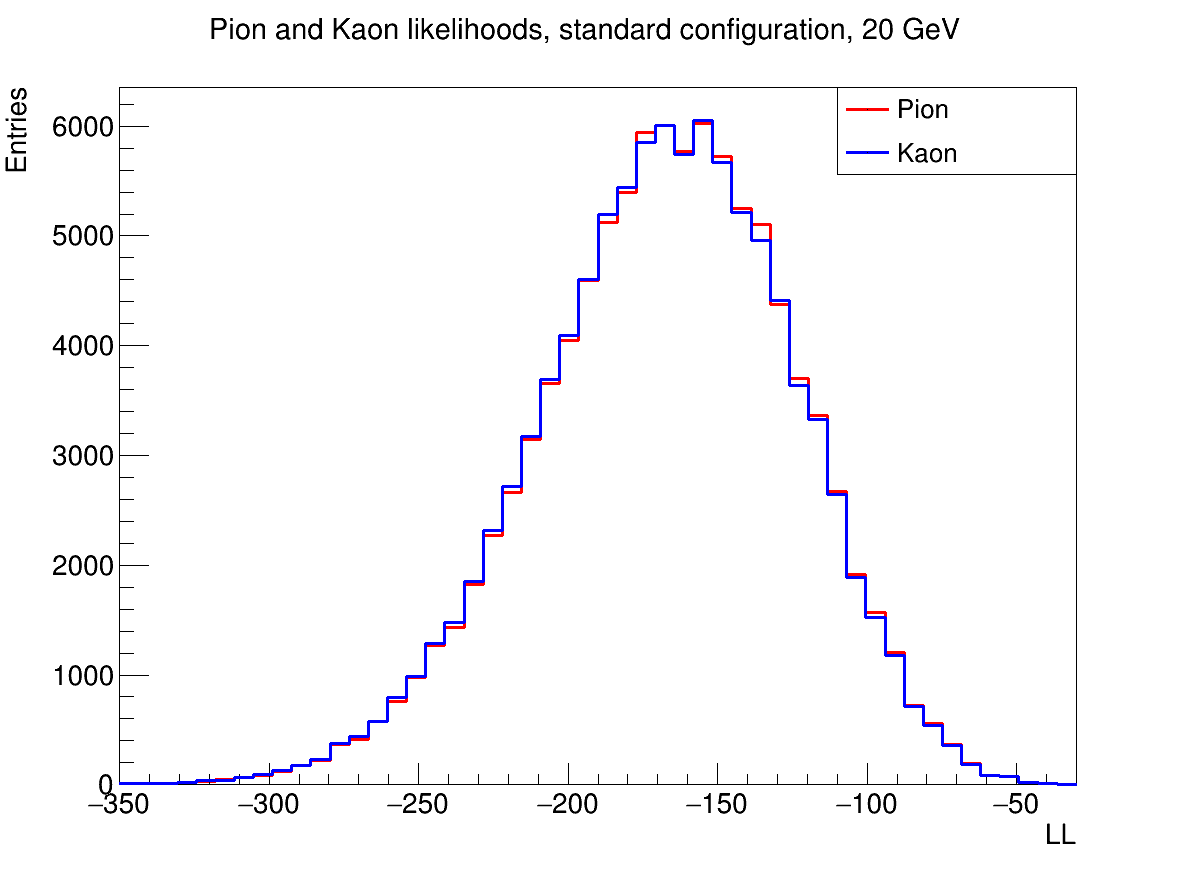 Pion and Kaon likelihoods, standard configuration, 20 GeV
Entries
Pion
Kaon
6000
5000
4000
3000
2000
1000
0
−350 −300 −250 −200 −150 −100 −50
LL